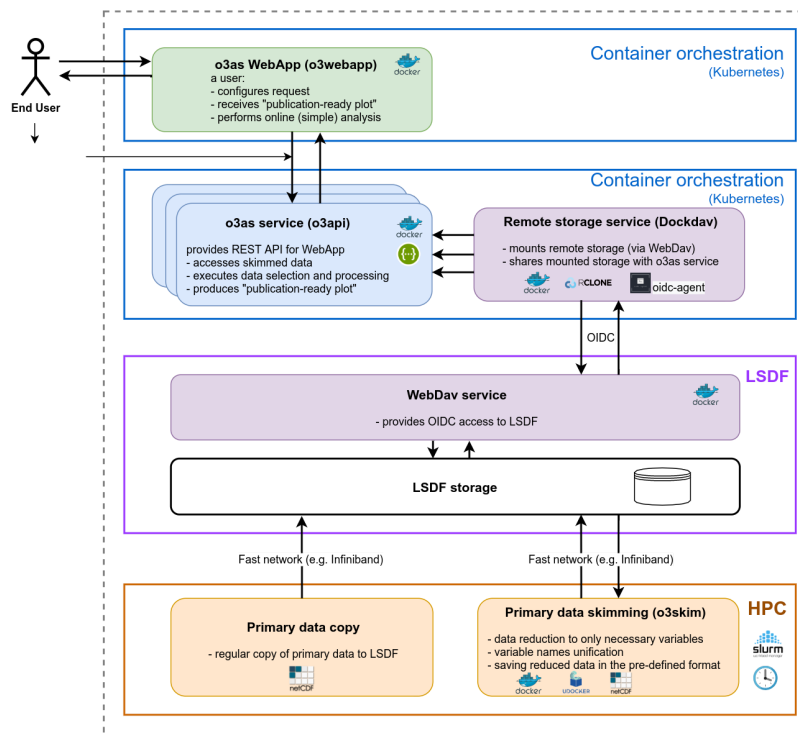 End User
Container orchestration
(Kubernetes)
o3as WebApp (o3webapp)
docker
a user:
- configures request
- receives "publication-ready plot"
- performs online (simple) analysis
Container orchestration
(Kubernetes)
o3as service (o3api)
docker
provides REST API for WebApp
- accesses skimmed data
- executes data selection and processing
- produces "publication-ready plot"
{...}
Remote storage service (Dockdav)
- mounts remote storage (via WebDav)
- shares mounted storage with o3as service
docker
RCLONE
oidc-agent
OIDC
LSDF
WebDav service
docker
- provides OIDC access to LSDF
LSDF storage
Fast network (e.g. Infiniband)
Fast network (e.g. Infiniband)
HPC
Primary data copy
- regular copy of primary data to LSDF
netCDF
Primary data skimming (o3skim)
- data reduction to only necessary variables
- variable names unification
- saving reduced data in the pre-defined format
docker
UDOCKER
netCDF
slurm